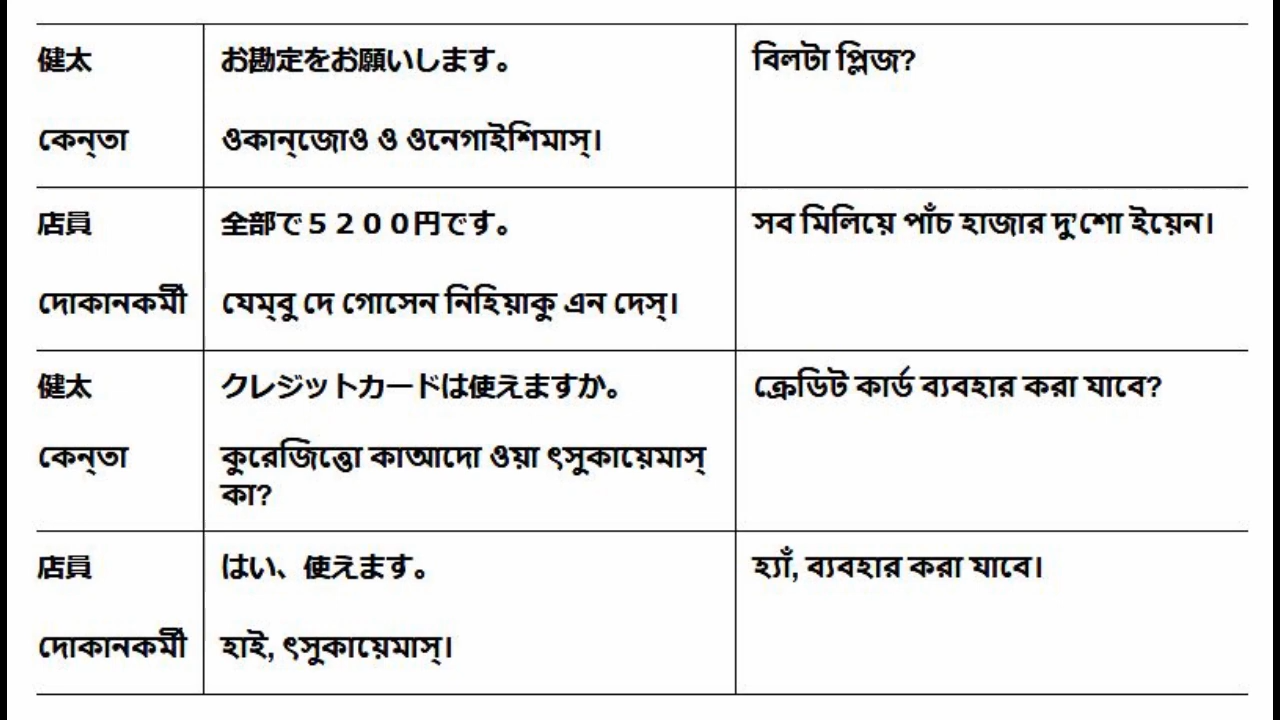 健太
お勘定をお願いします。
বিলটা প্লিজ?
কেন্‌তা
ওকান্‌জোও ও ওনেগাইশিমাস্‌।
店員
全部で５２００円です。
সব মিলিয়ে পাঁচ হাজার দু’শো ইয়েন।
দোকানকর্মী
যেম্‌বু দে গোসেন নিহিয়াকু এন দেস্‌।
健太
クレジットカードは使えますか。
ক্রেডিট কার্ড ব্যবহার করা যাবে?
কেন্‌তা
কুরেজিত্তো কাআদো ওয়া ৎসুকায়েমাস্‌
কা?
店員
はい、使えます。
হ্যাঁ, ব্যবহার করা যাবে।
দোকানকর্মী
হাই, ৎসুকায়েমাস্‌।